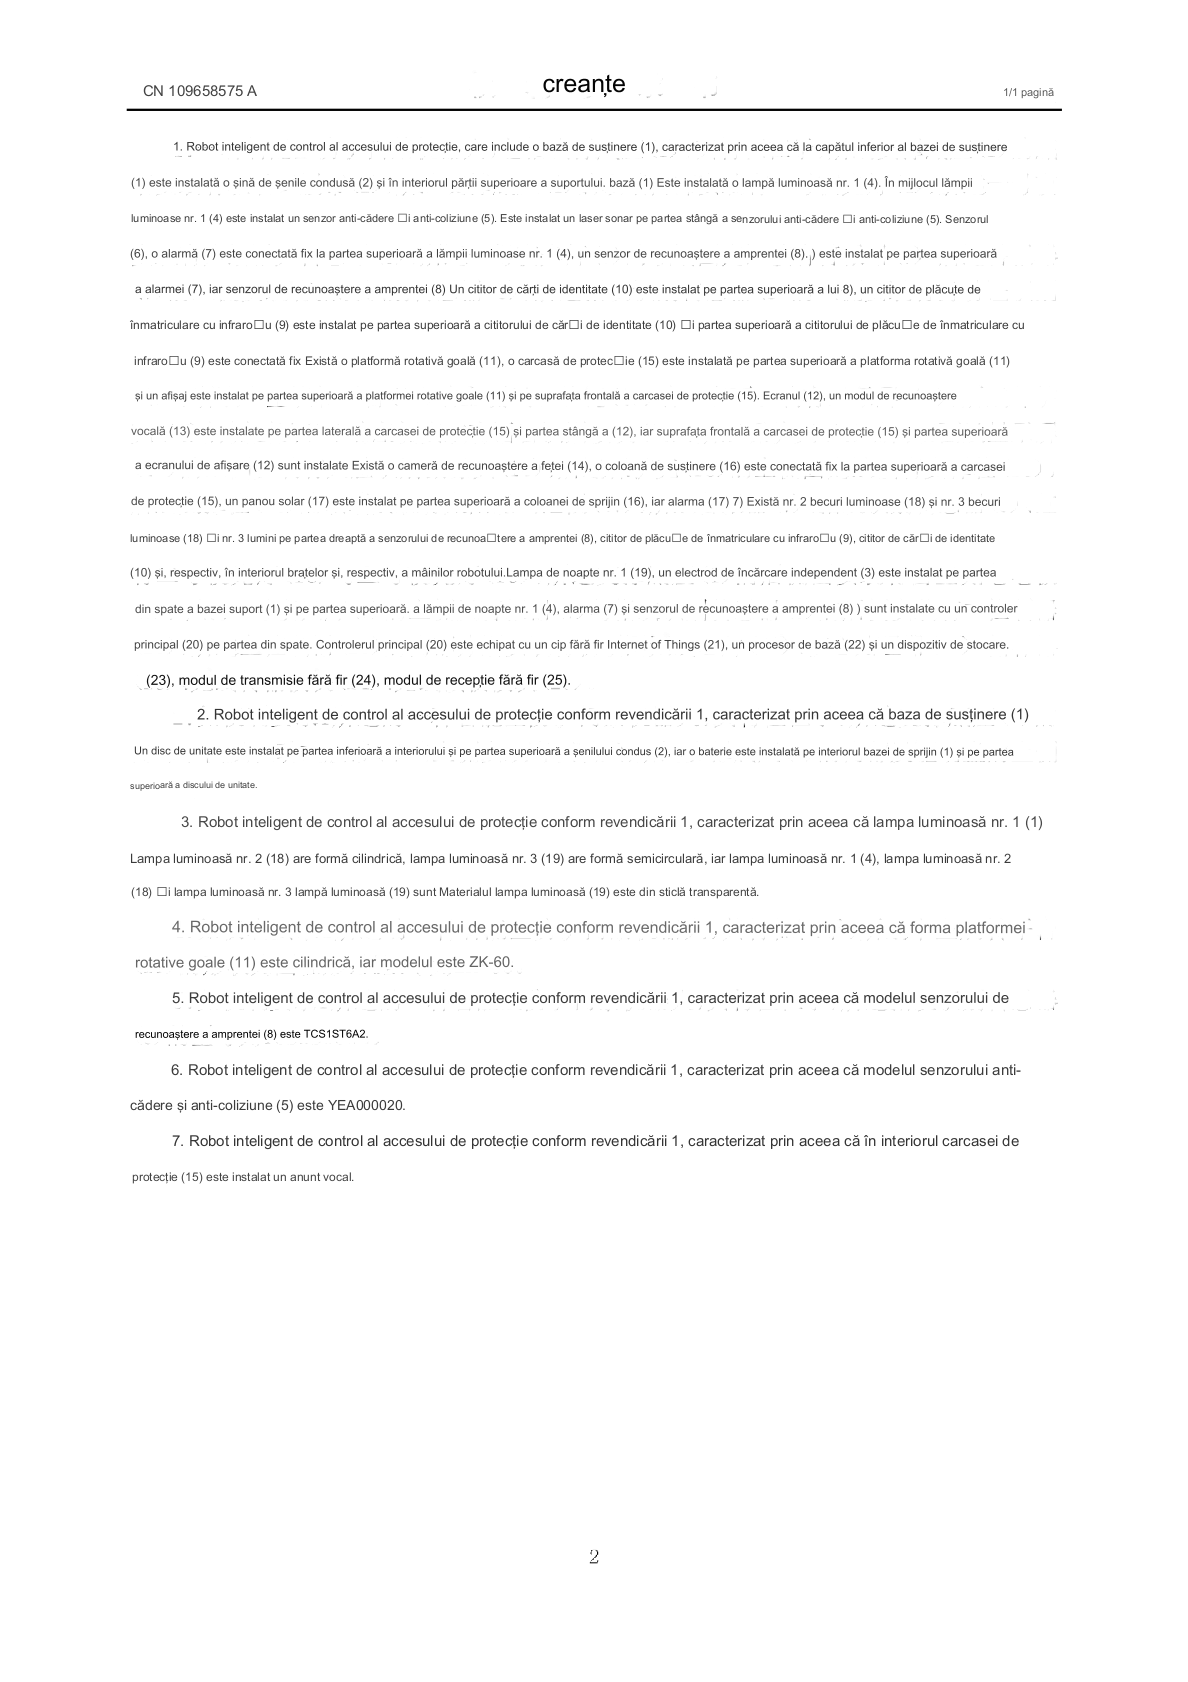 CN 109658575 A
creanțe
1/1 pagină
1. Robot inteligent de control al accesului de protecție, care include o bază de susținere (1), caracterizat prin aceea că la capătul inferior al bazei de susținere
(1) este instalată o șină de șenile condusă (2) și în interiorul părții superioare a suportului. bază (1) Este instalată o lampă luminoasă nr. 1 (4). În mijlocul lămpii
luminoase nr. 1 (4) este instalat un senzor anti-cădere □i anti-coliziune (5). Este instalat un laser sonar pe partea stângă a senzorului anti-cădere □i anti-coliziune (5). Senzorul
(6), o alarmă (7) este conectată fix la partea superioară a lămpii luminoase nr. 1 (4), un senzor de recunoaștere a amprentei (8). ) este instalat pe partea superioară
a alarmei (7), iar senzorul de recunoaștere a amprentei (8) Un cititor de cărți de identitate (10) este instalat pe partea superioară a lui 8), un cititor de plăcuțe de
înmatriculare cu infraro□u (9) este instalat pe partea superioară a cititorului de căr□i de identitate (10) □i partea superioară a cititorului de plăcu□e de înmatriculare cu
infraro□u (9) este conectată fix Există o platformă rotativă goală (11), o carcasă de protec□ie (15) este instalată pe partea superioară a platforma rotativă goală (11)
și un afișaj este instalat pe partea superioară a platformei rotative goale (11) și pe suprafața frontală a carcasei de protecție (15). Ecranul (12), un modul de recunoaștere
vocală (13) este instalate pe partea laterală a carcasei de protecție (15) și partea stângă a (12), iar suprafața frontală a carcasei de protecție (15) și partea superioară
a ecranului de afișare (12) sunt instalate Există o cameră de recunoaștere a feței (14), o coloană de susținere (16) este conectată fix la partea superioară a carcasei
de protecție (15), un panou solar (17) este instalat pe partea superioară a coloanei de sprijin (16), iar alarma (17) 7) Există nr. 2 becuri luminoase (18) și nr. 3 becuri
luminoase (18) □i nr. 3 lumini pe partea dreaptă a senzorului de recunoa□tere a amprentei (8), cititor de plăcu□e de înmatriculare cu infraro□u (9), cititor de căr□i de identitate
(10) și, respectiv, în interiorul brațelor și, respectiv, a mâinilor robotului.Lampa de noapte nr. 1 (19), un electrod de încărcare independent (3) este instalat pe partea
din spate a bazei suport (1) și pe partea superioară. a lămpii de noapte nr. 1 (4), alarma (7) și senzorul de recunoaștere a amprentei (8) ) sunt instalate cu un controler
principal (20) pe partea din spate. Controlerul principal (20) este echipat cu un cip fără fir Internet of Things (21), un procesor de bază (22) și un dispozitiv de stocare.
(23), modul de transmisie fără fir (24), modul de recepție fără fir (25).
2. Robot inteligent de control al accesului de protecție conform revendicării 1, caracterizat prin aceea că baza de susținere (1)
Un disc de unitate este instalat pe partea inferioară a interiorului și pe partea superioară a șenilului condus (2), iar o baterie este instalată pe interiorul bazei de sprijin (1) și pe partea
superioară a discului de unitate.
3. Robot inteligent de control al accesului de protecție conform revendicării 1, caracterizat prin aceea că lampa luminoasă nr. 1 (1)
Lampa luminoasă nr. 2 (18) are formă cilindrică, lampa luminoasă nr. 3 (19) are formă semicirculară, iar lampa luminoasă nr. 1 (4), lampa luminoasă nr. 2
(18) □i lampa luminoasă nr. 3 lampă luminoasă (19) sunt Materialul lampa luminoasă (19) este din sticlă transparentă.
4. Robot inteligent de control al accesului de protecție conform revendicării 1, caracterizat prin aceea că forma platformei
rotative goale (11) este cilindrică, iar modelul este ZK-60.
5. Robot inteligent de control al accesului de protecție conform revendicării 1, caracterizat prin aceea că modelul senzorului de
recunoaștere a amprentei (8) este TCS1ST6A2.
6. Robot inteligent de control al accesului de protecție conform revendicării 1, caracterizat prin aceea că modelul senzorului anti-
cădere și anti-coliziune (5) este YEA000020.
7. Robot inteligent de control al accesului de protecție conform revendicării 1, caracterizat prin aceea că în interiorul carcasei de
protecție (15) este instalat un anunt vocal.
2